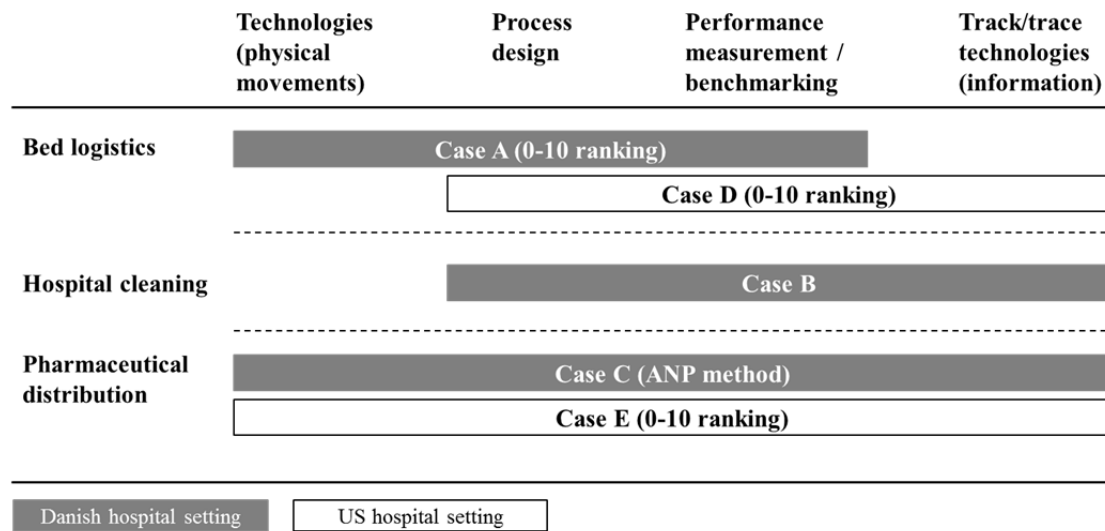 Technologies
(physical
movements)
Process
design
Performance
measurement /
benchmarking
Track/trace
technologies
(information)
Bed logistics
Case A (0-10 ranking)
Case D (0-10 ranking)
Hospital cleaning
Case B
Pharmaceutical
distribution
Case C (ANP method)
Case E (0-10 ranking)
Danish hospital setting
US hospital setting